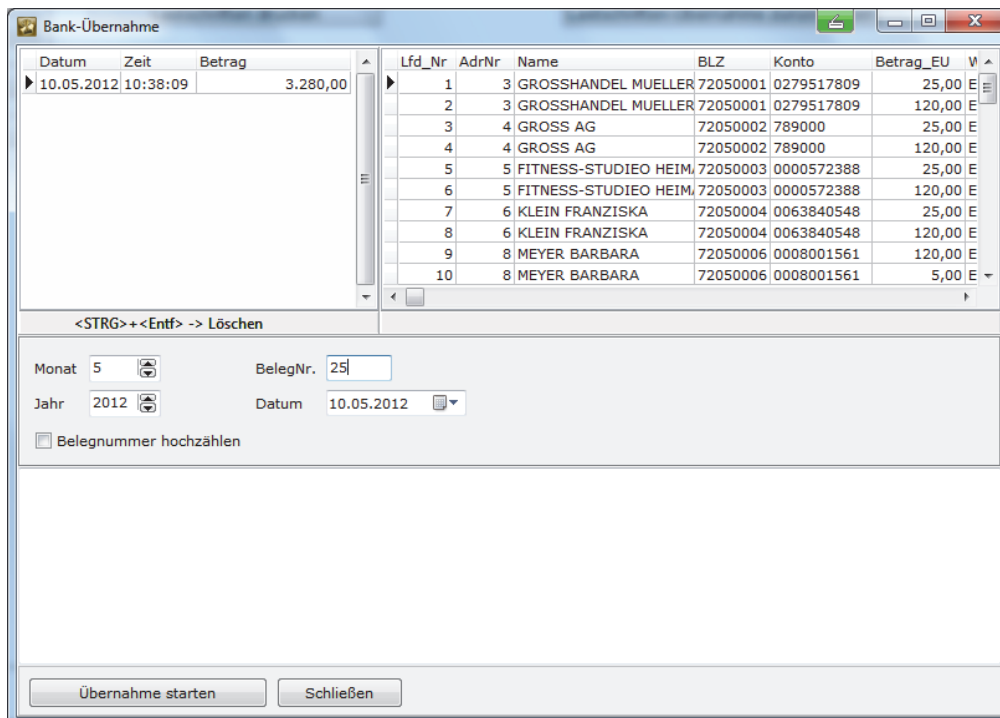 Bank-Übernahme
Datum Zeit Betrag
10.05.2012 10:38:09 3.280,00
<STRG>+<Entf> -> Löschen
Lfd_Nr AdrNr Name BLZ Konto Betrag_EU
1 3 GROSSHANDEL MUELLER 72050001 0279517809 25,00 E
2 3 GROSSHANDEL MUELLER 72050001 0279517809 120,00 E
3 4 GROSS AG 72050002 789000 25,00 E
4 4 GROSS AG 72050002 789000 120,00 E
5 5 FITNESS-STUDIEO HEIM 72050003 0000572388 25,00 E
6 5 FITNESS-STUDIEO HEIM 72050003 0000572388 120,00 E
7 6 KLEIN FRANZISKA 72050004 0063840548 25,00 E
8 6 KLEIN FRANZISKA 72050004 0063840548 120,00 E
9 8 MEYER BARBARA 72050006 0008001561 120,00 E
10 8 MEYER BARBARA 72050006 0008001561 5,00 E
Monat 5 BelegNr. 25
Jahr 2012 Datum 10.05.2012
Belegnummer hochzählen
Übernahme starten Schließen